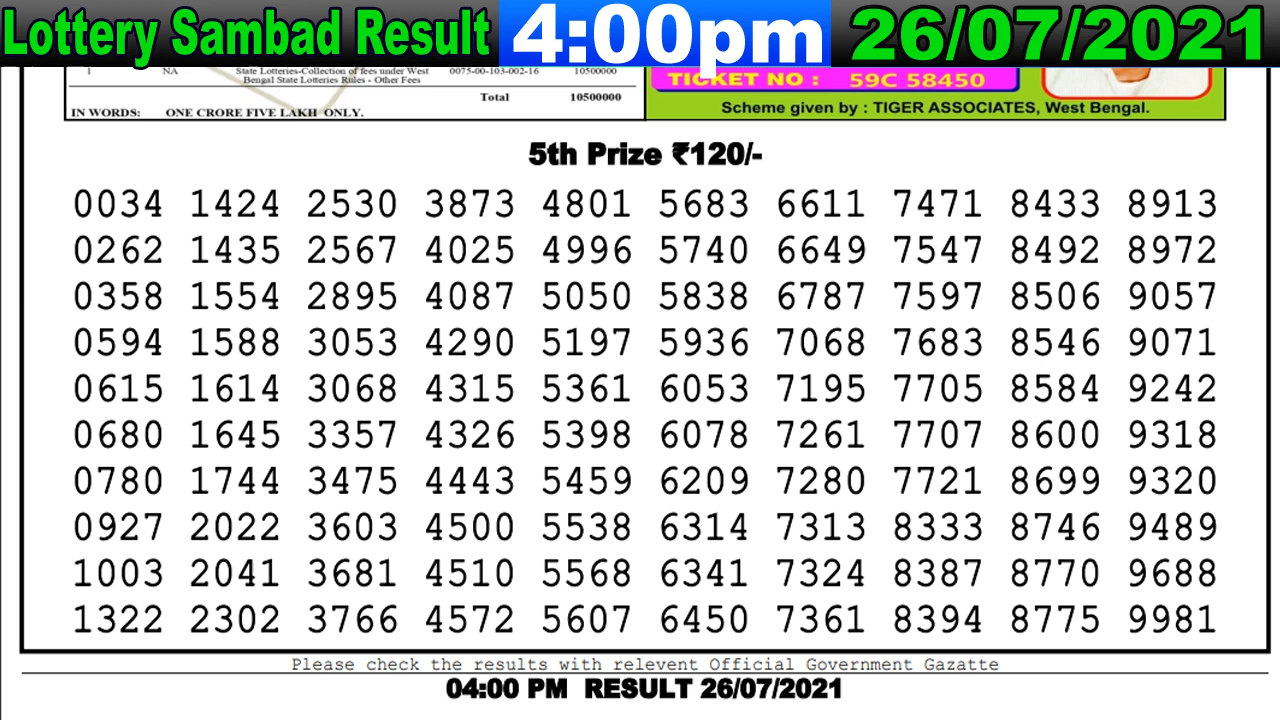 Lottery Sambad Result 4:00pm 26/07/2021
1 NA State Lotteries-Collection of fees under West 0075-00-103-002-16 10500000
Bengal State Lotteries Rules - Other Fees
Total 10500000
IN WORDS: ONE CRORE FIVE LAKH ONLY.
TICKET NO : 59C 58450
Scheme given by : TIGER ASSOCIATES, West Bengal.
5th Prize ₹120/-
0034 1424 2530 3873 4801 5683 6611 7471 8433 8913
0262 1435 2567 4025 4996 5740 6649 7547 8492 8972
0358 1554 2895 4087 5050 5838 6787 7597 8506 9057
0594 1588 3053 4290 5197 5936 7068 7683 8546 9071
0615 1614 3068 4315 5361 6053 7195 7705 8584 9242
0680 1645 3357 4326 5398 6078 7261 7707 8600 9318
0780 1744 3475 4443 5459 6209 7280 7721 8699 9320
0927 2022 3603 4500 5538 6314 7313 8333 8746 9489
1003 2041 3681 4510 5568 6341 7324 8387 8770 9688
1322 2302 3766 4572 5607 6450 7361 8394 8775 9981
Please check the results with relevent Official Government Gazatte
04:00 PM RESULT 26/07/2021